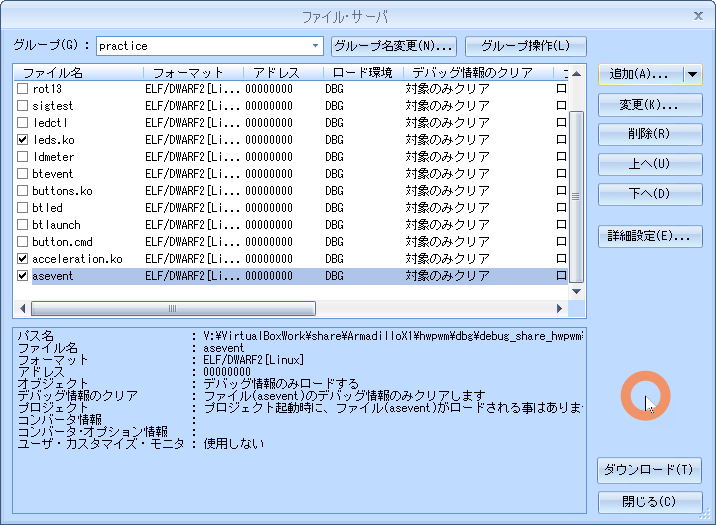 ファイル・サーバ
グループ(G) : practice グループ名変更(N)... グループ操作(L)
ファイル名 フォーマット アドレス ロード環境 デバッグ情報のクリア
rot13 ELF/DWARF2[Li... 00000000 DBG 対象のみクリア
sigtest ELF/DWARF2[Li... 00000000 DBG 対象のみクリア
ledctl ELF/DWARF2[Li... 00000000 DBG 対象のみクリア
leds.ko ELF/DWARF2[Li... 00000000 DBG 対象のみクリア
ldmeter ELF/DWARF2[Li... 00000000 DBG 対象のみクリア
btevent ELF/DWARF2[Li... 00000000 DBG 対象のみクリア
buttons.ko ELF/DWARF2[Li... 00000000 DBG 対象のみクリア
btled ELF/DWARF2[Li... 00000000 DBG 対象のみクリア
btlaunch ELF/DWARF2[Li... 00000000 DBG 対象のみクリア
button.cmd ELF/DWARF2[Li... 00000000 DBG 対象のみクリア
acceleration.ko ELF/DWARF2[Li... 00000000 DBG 対象のみクリア
asevent ELF/DWARF2[Li... 00000000 DBG 対象のみクリア
追加(A)...
変更(K)...
削除(R)
上へ(U)
下へ(D)
詳細設定(E)...
パス名 : V:¥VirtualBoxWork¥share¥ArmadilloX1¥hwpwm¥dbg¥debug_share_hwpwm¥
ファイル名 : asevent
フォーマット : ELF/DWARF2[Linux]
アドレス : 00000000
オブジェクト : デバッグ情報のみロードする
デバッグ情報のクリア : ファイル(asevent)のデバッグ情報のみクリアします
プロジェクト : プロジェクト起動時に、ファイル(asevent)がロードされる事はありま
コンバータ情報 :
コンバータ・オプション情報 :
ユーザ・カスタマイズ・モニタ : 使用しない
ダウンロード(T)
閉じる(C)